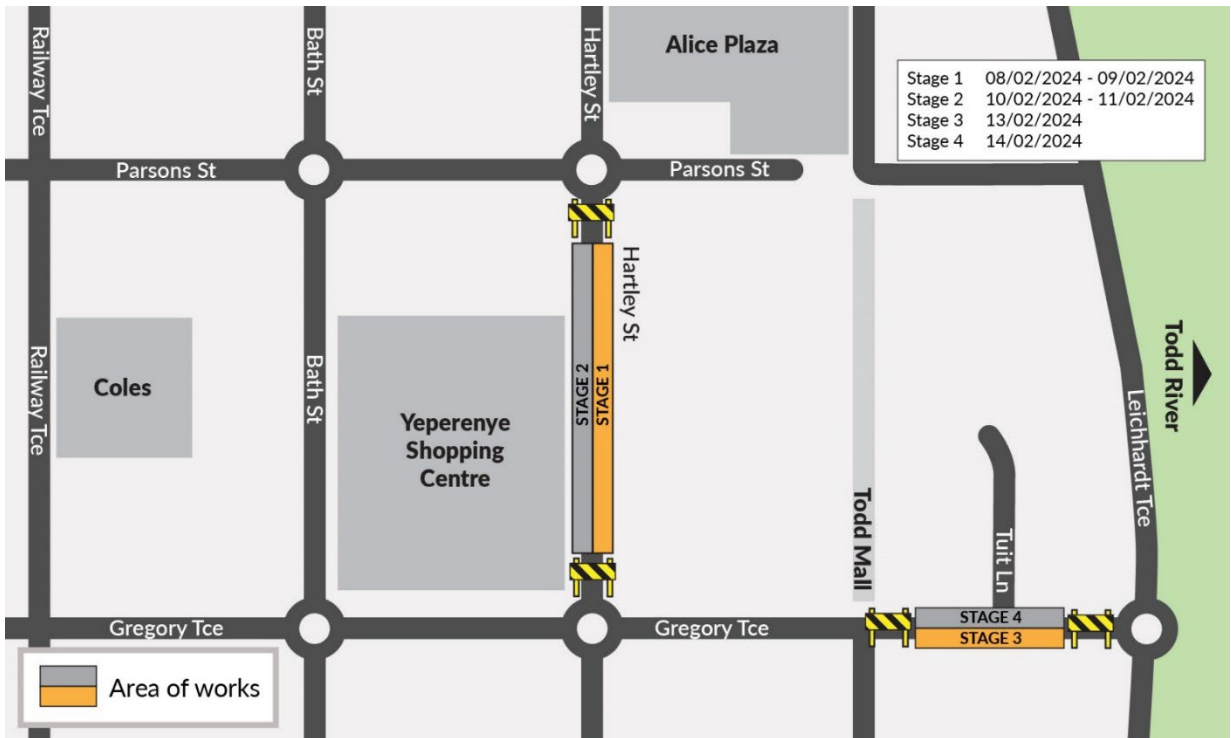 Railway Tce
Bath St
Hartley St
Alice Plaza
Stage 1 08/02/2024 - 09/02/2024
Stage 2 10/02/2024 - 11/02/2024
Stage 3 13/02/2024
Stage 4 14/02/2024
Parsons St
Parsons St
Hartley St
Railway Tce
Coles
Bath St
Yeperenye
Shopping
Centre
STAGE 2
STAGE 1
Todd River
Leichhardt Tce
Todd Mall
Tuit Ln
Gregory Tce
Gregory Tce
STAGE 4
STAGE 3
Area of works